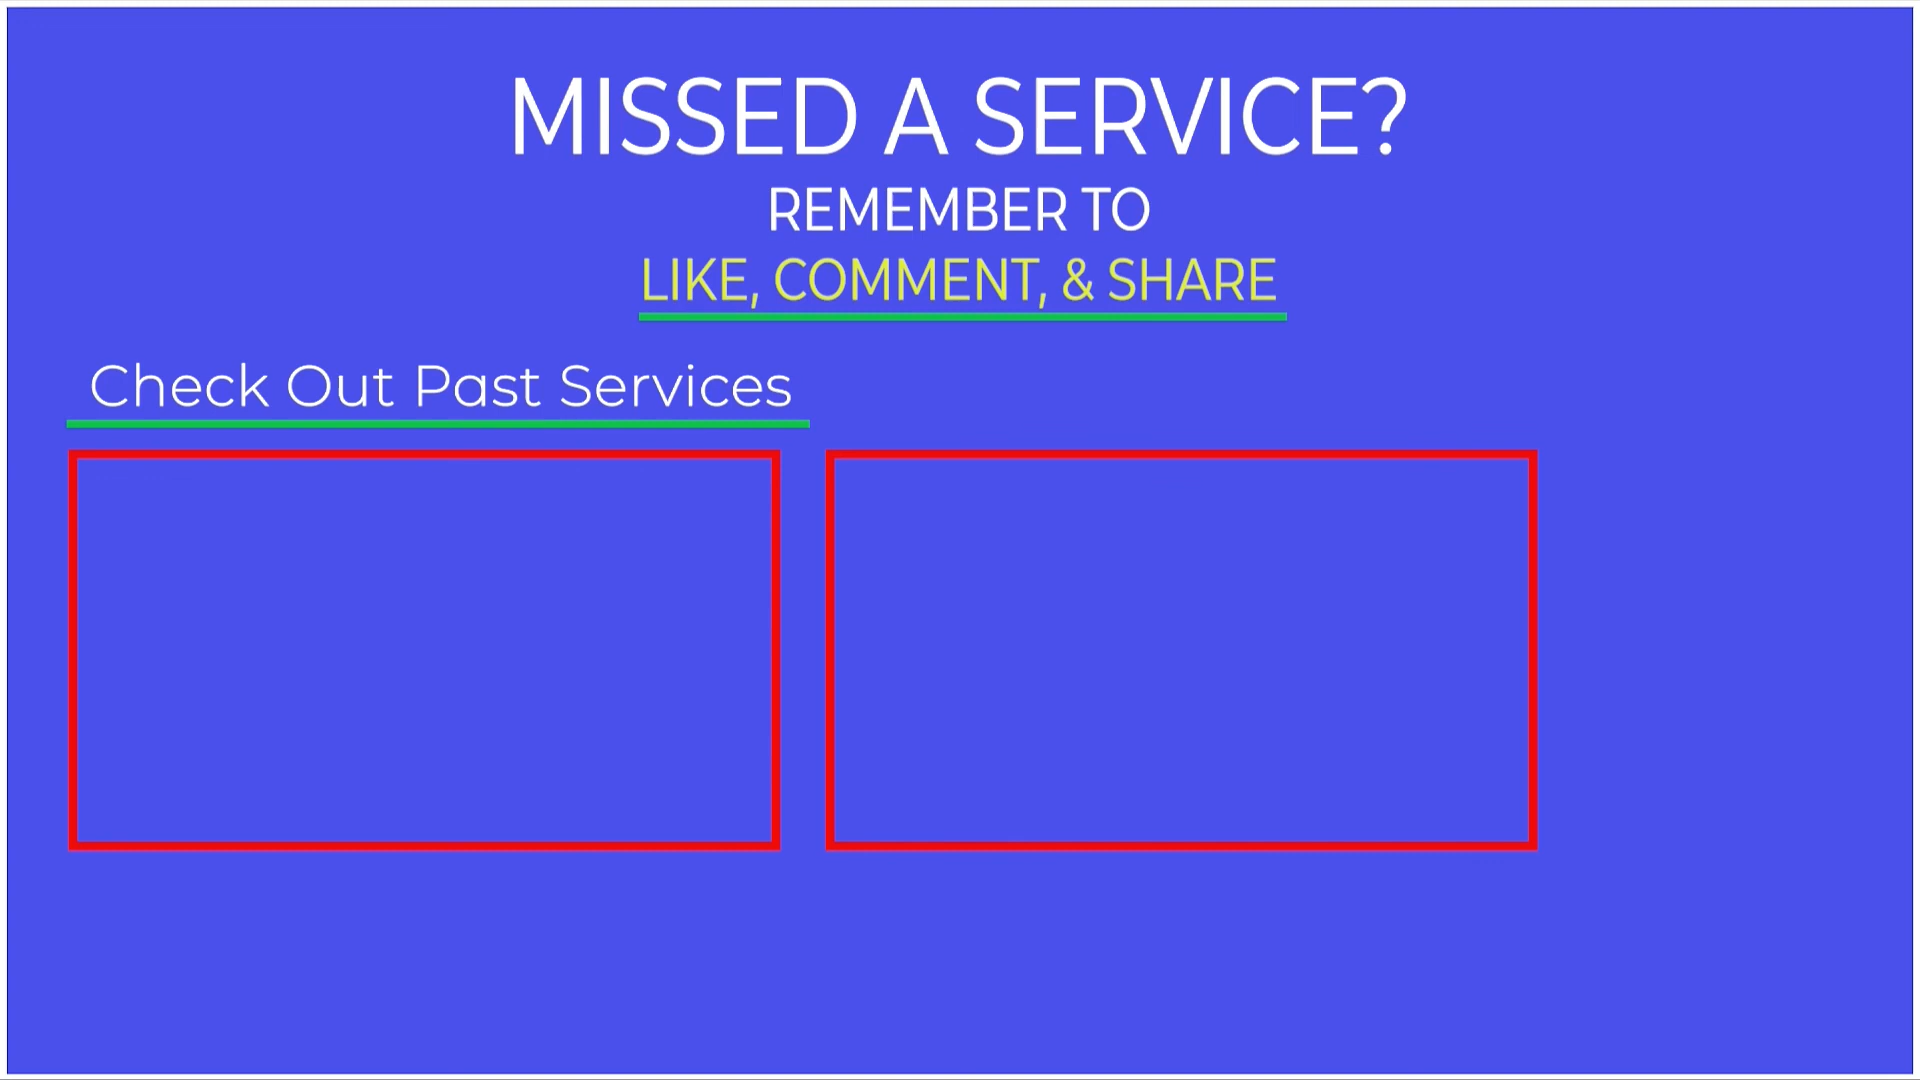 MISSED A SERVICE?
REMEMBER TO
LIKE, COMMENT, & SHARE
Check Out Past Services